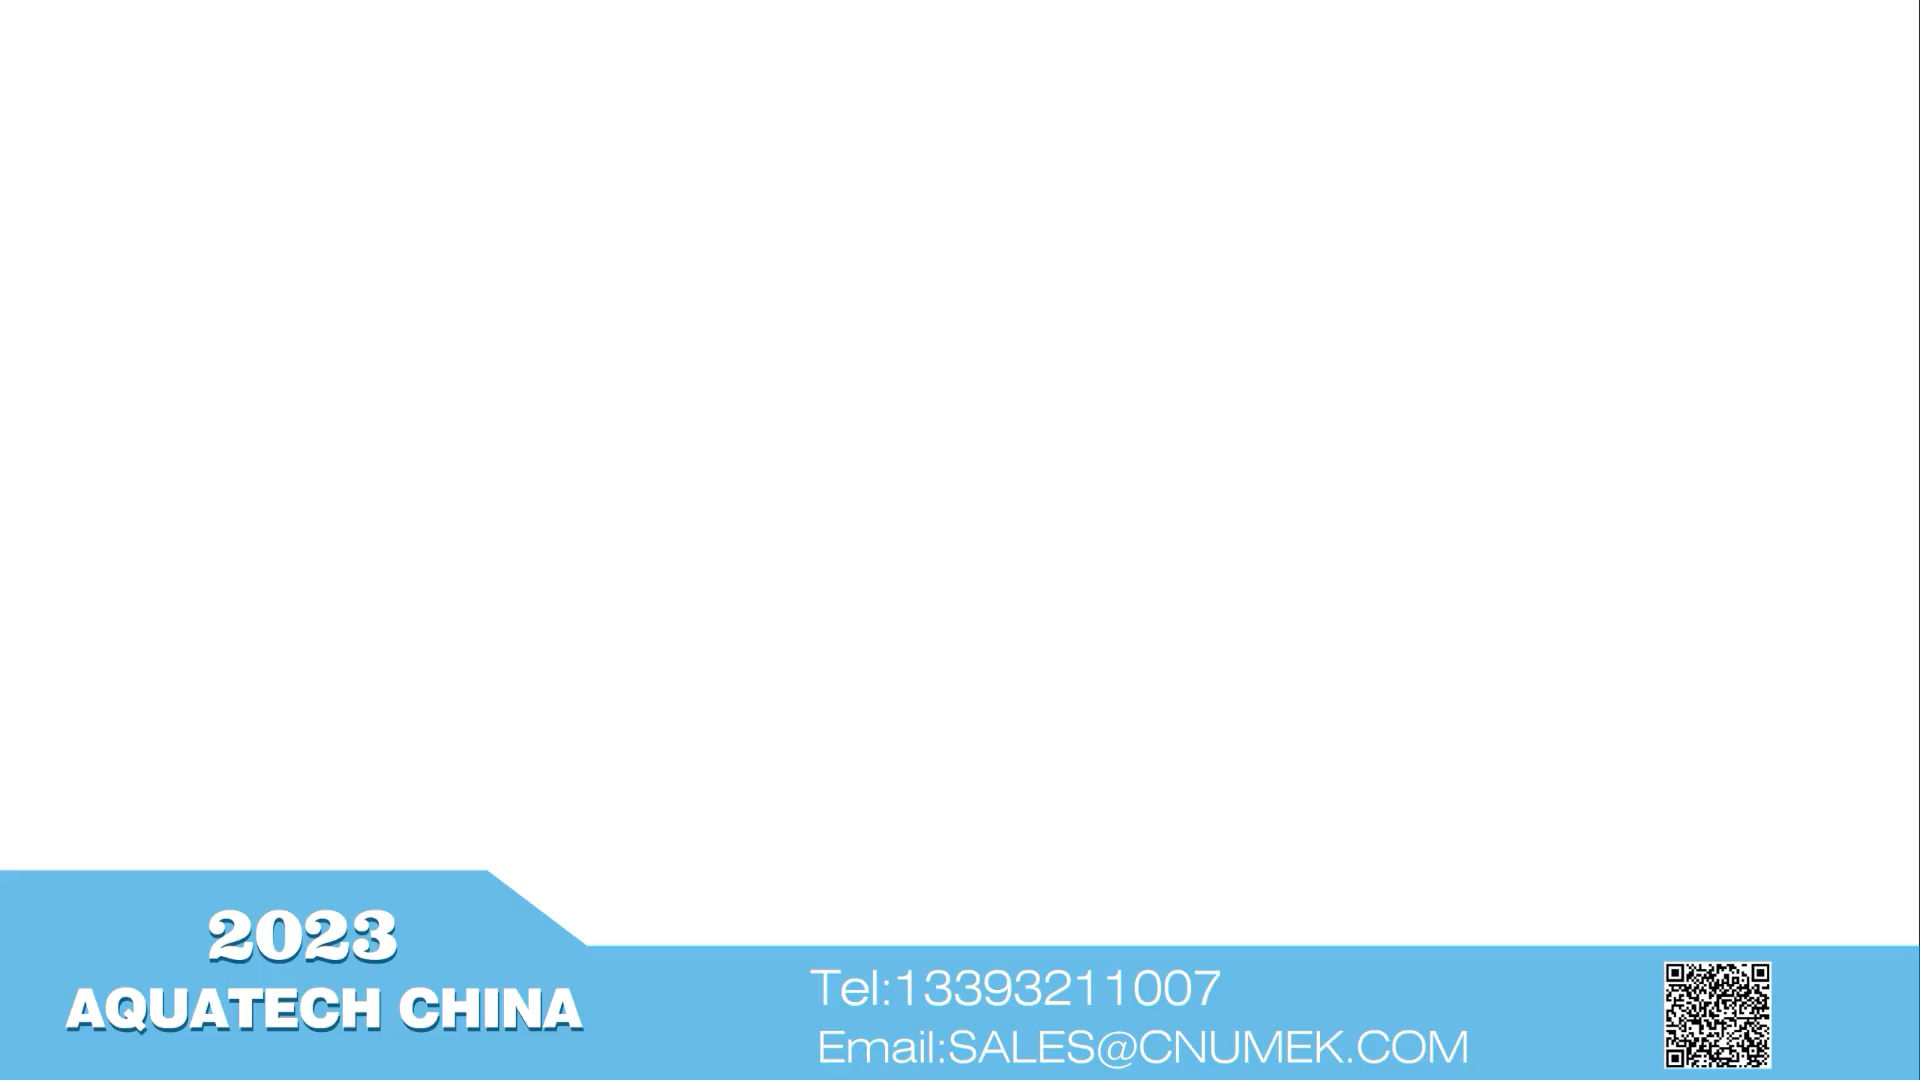 2023
AQUATECH CHINA
Tel:13393211007
Email:SALES@CNUMEK.COM